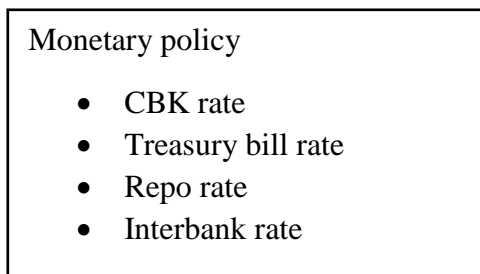 Monetary policy
• CBK rate
• Treasury bill rate
• Repo rate
• Interbank rate